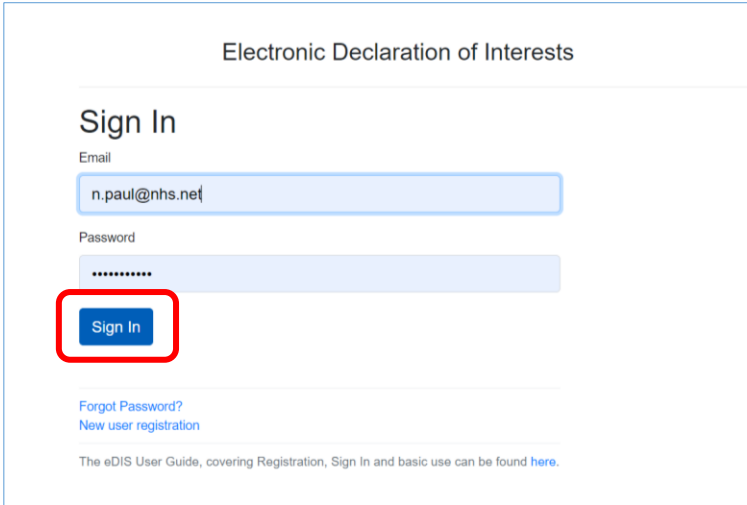 Electronic Declaration of Interests
Sign In
Email
n.paul@nhs.net
Password
•••••••••••
Sign In
Forgot Password?
New user registration
The eDIS User Guide, covering Registration, Sign In and basic use can be found here.